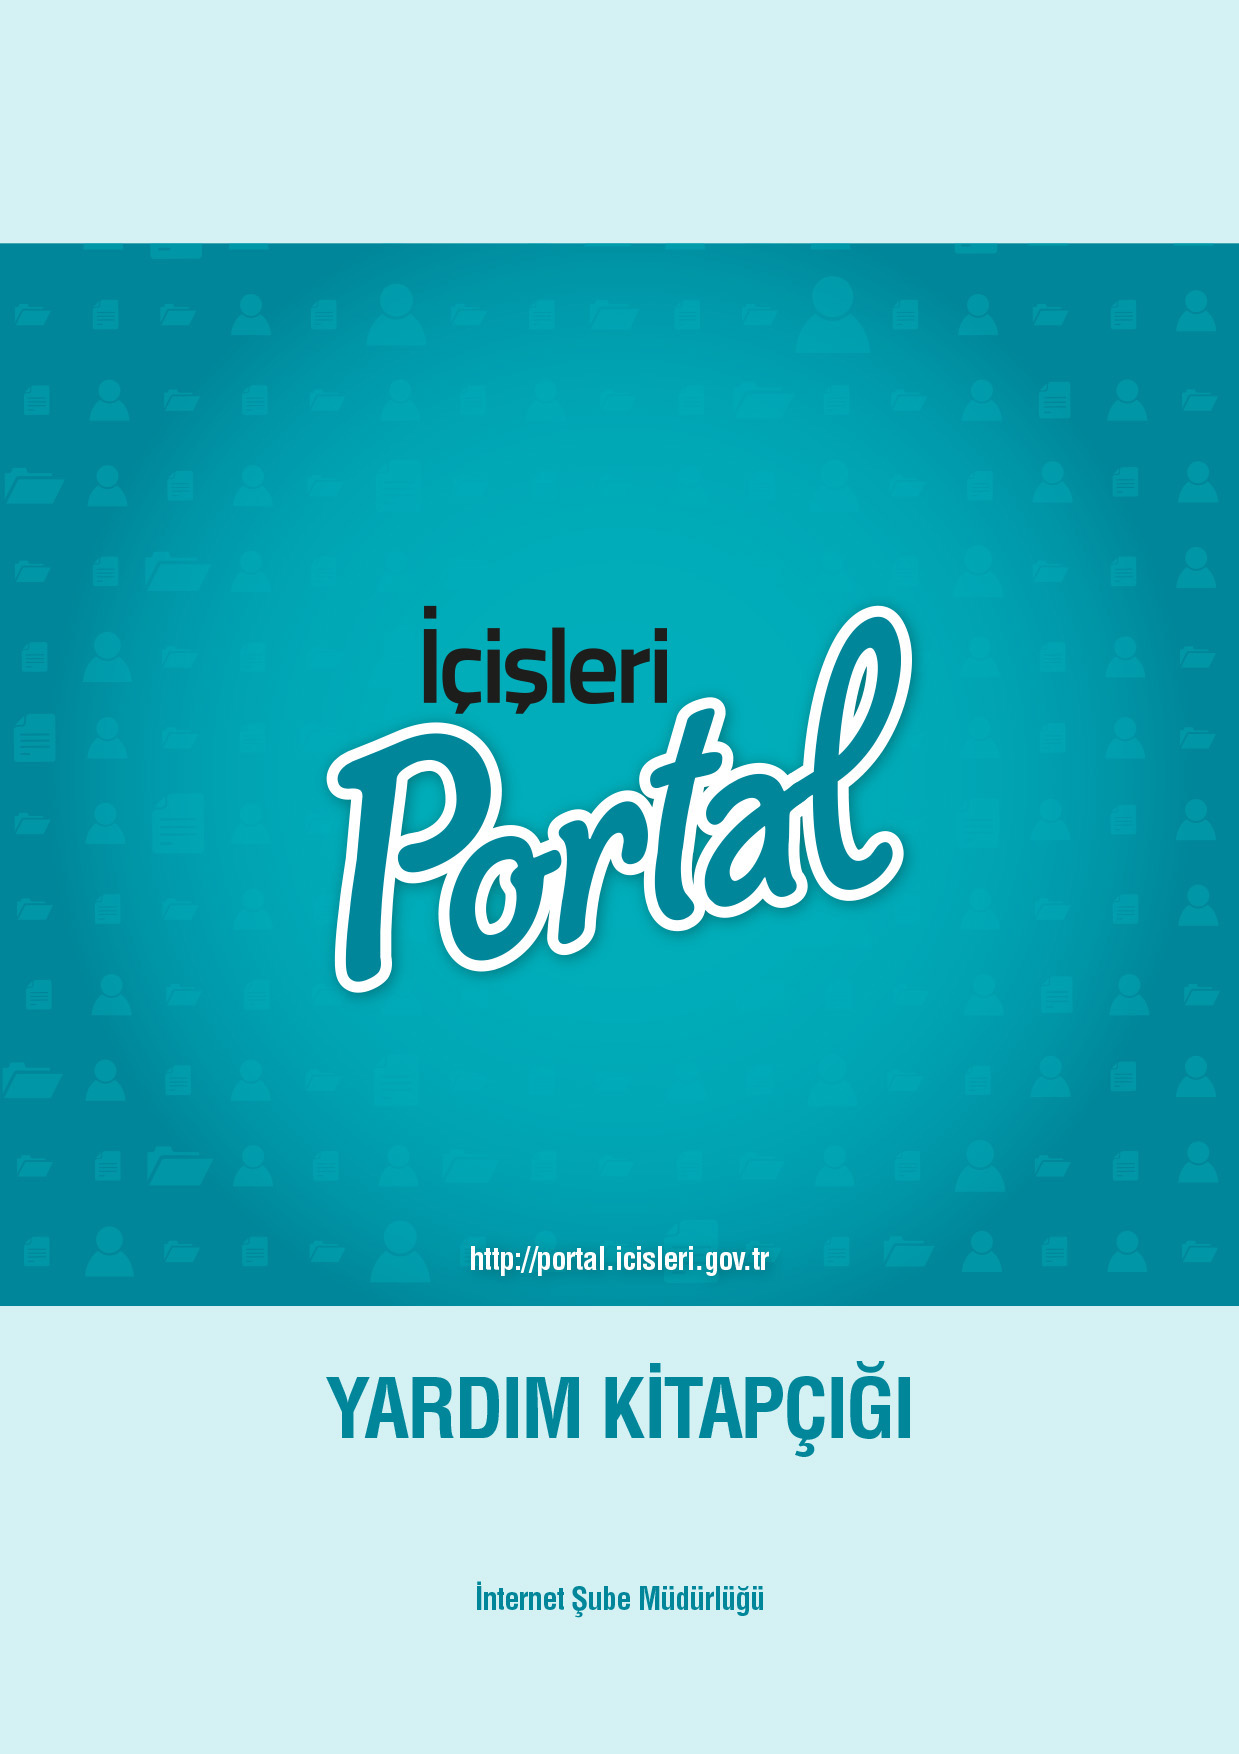 İçişleri
Portal
http://portal.icisleri.gov.tr
YARDIM KİTAPÇIĞI
İnternet Şube Müdürlüğü